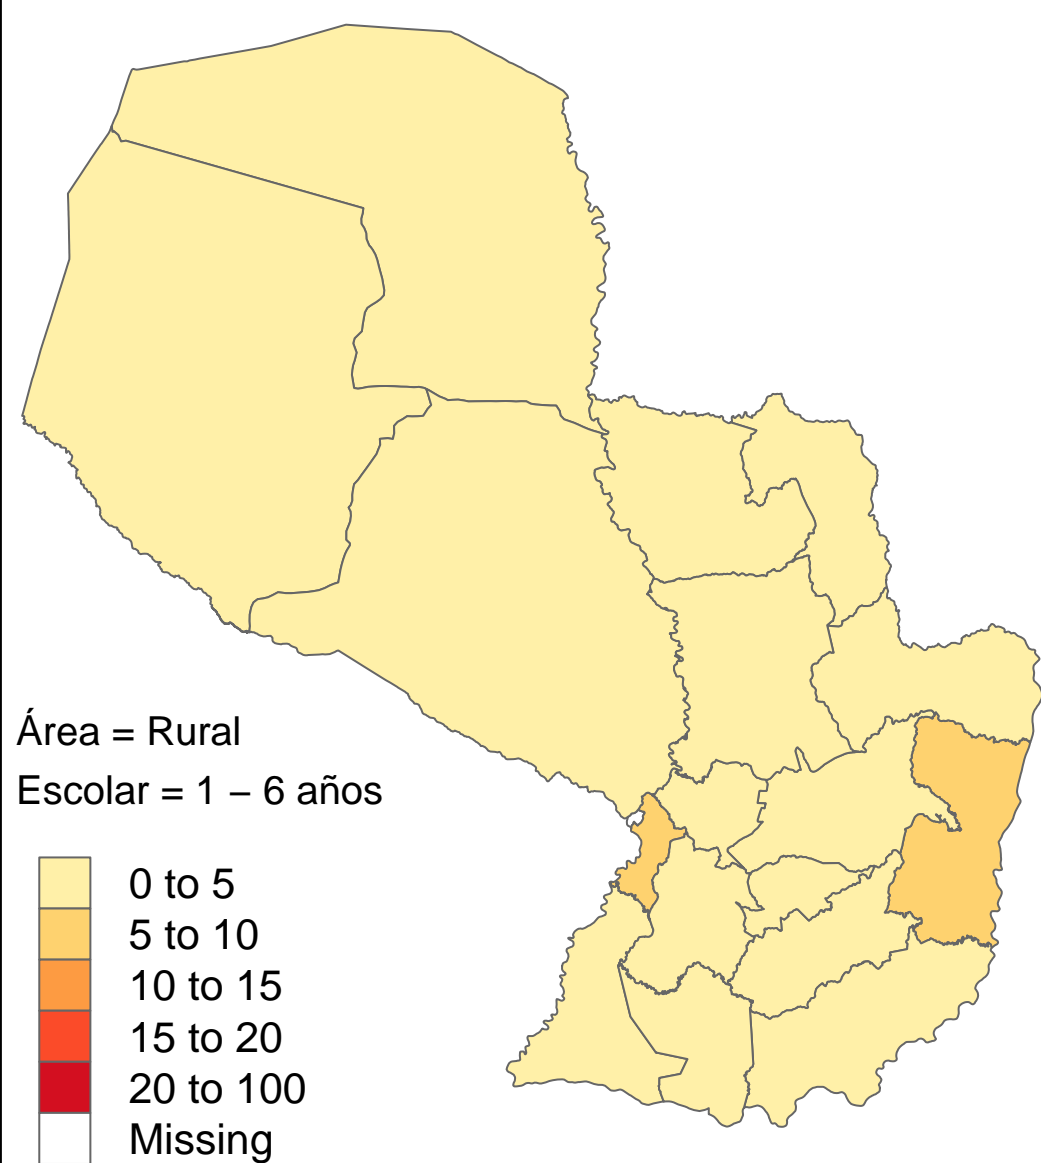 Área = Rural
Escolar = 1 – 6 años
0 to 5
5 to 10
10 to 15
15 to 20
20 to 100
Missing